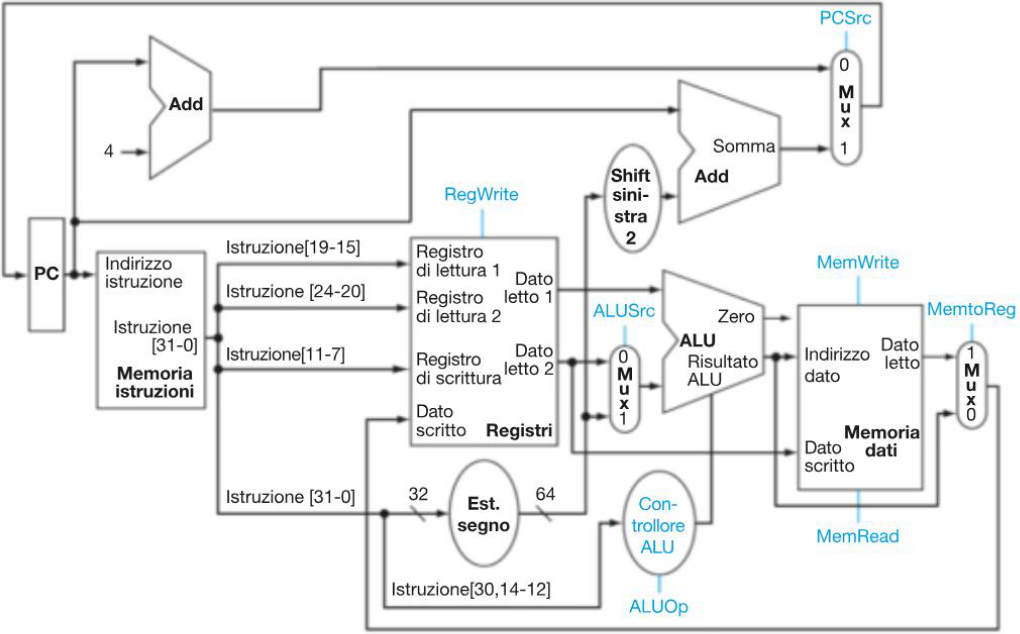 PCSrc
0
Mux
1
Add
4
Somma
Add
Shift
sini-
stra
2
RegWrite
PC
Indirizzo
istruzione
Istruzione
[31-0]
Memoria
istruzioni
Istruzione[19-15]
Istruzione [24-20]
Istruzione[11-7]
Istruzione [31-0]
Registro
di lettura 1
Registro
di lettura 2
Registro
di scrittura
Dato
scritto
Dato
letto 1
Dato
letto 2
Registri
ALUSrc
0
Mux
1
Zero
ALU
Risultato
ALU
MemWrite
Indirizzo
dato
Dato
letto
Dato
scritto
Memoria
dati
MemRead
MemtoReg
1
Mux
0
32
Est.
segno
64
Con-
trollore
ALU
Istruzione[30,14-12]
ALUOp